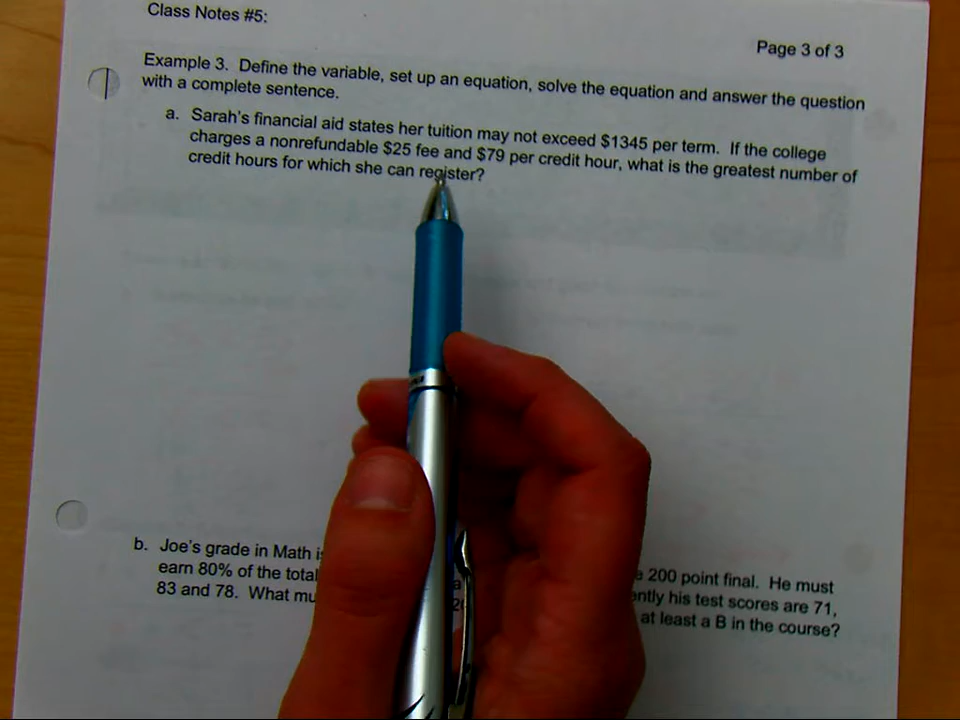 Class Notes #5:
Page 3 of 3
Example 3. Define the variable, set up an equation, solve the equation and answer the question
with a complete sentence.
a. Sarah's financial aid states her tuition may not exceed $1345 per term. If the college
charges a nonrefundable $25 fee and $79 per credit hour, what is the greatest number of
credit hours for which she can register?
b. Joe's grade in Math 200 point final. He must
earn 80% of the total his test scores are 71,
83 and 78. What at least a B in the course?